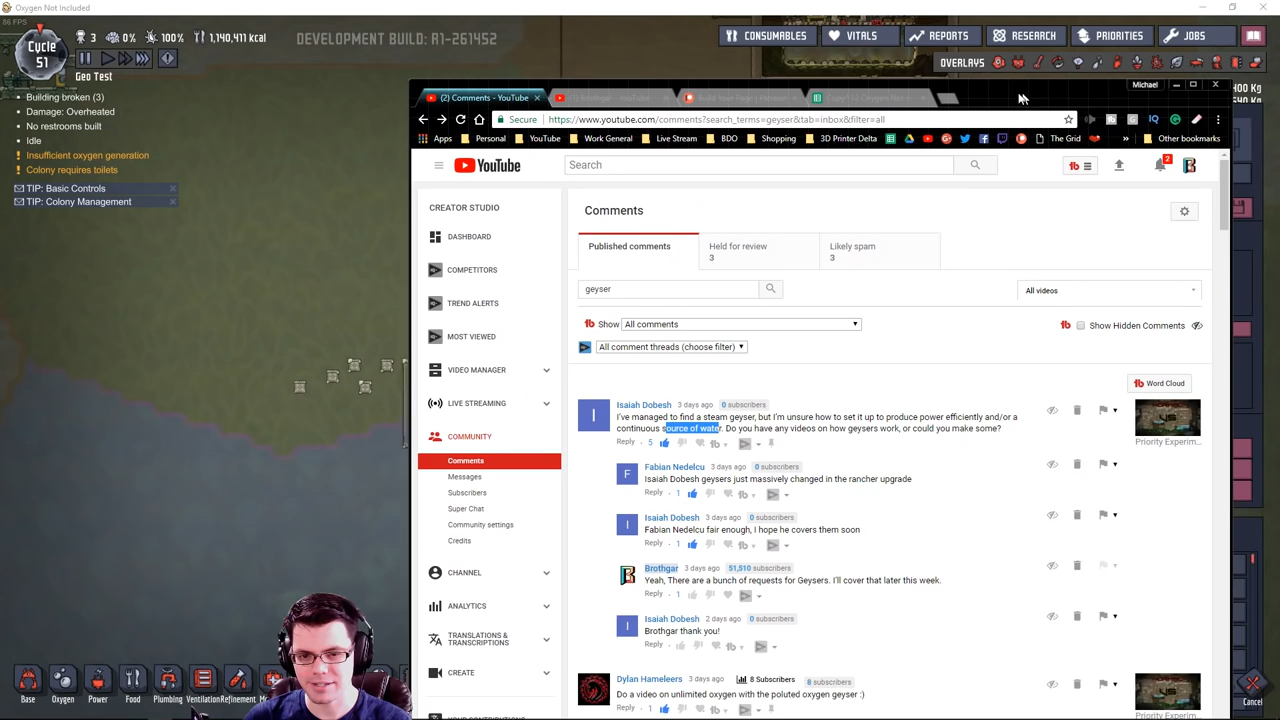 Oxygen Not Included
86 FPS
Cycle
51
3 0% 100% 1,140,411 kcal
Geo Test
DEVELOPMENT BUILD: R1-261452
CONSUMABLES VITALS REPORTS RESEARCH PRIORITIES JOBS
OVERLAYS
Building broken (3)
Damage: Overheated
No restrooms built
Idle
Insufficient oxygen generation
Colony requires toilets
TIP: Basic Controls
TIP: Colony Management
400 Kg
Michael
(2) Comments - YouTube
Secure https://www.youtube.com/comments?search_terms=geyser&tab=inbox&filter=all
Apps Personal YouTube Work General Live Stream BDO Shopping 3D Printer Delta The Grid » Other bookmarks
YouTube
Search
2
CREATOR STUDIO
DASHBOARD
COMPETITORS
TREND ALERTS
MOST VIEWED
VIDEO MANAGER
LIVE STREAMING
COMMUNITY
Comments
Messages
Subscribers
Super Chat
Community settings
Credits
CHANNEL
ANALYTICS
TRANSLATIONS &
TRANSCRIPTIONS
CREATE
Comments
Published comments
Held for review
3
Likely spam
3
geyser
All videos
Show All comments
Show Hidden Comments
All comment threads (choose filter)
Word Cloud
I
Isaiah Dobesh 3 days ago 0 subscribers
I've managed to find a steam geyser, but I'm unsure how to set it up to produce power efficiently and/or a
continuous source of water. Do you have any videos on how geysers work, or could you make some?
Reply · 5
Priority Experim...
F
Fabian Nedelcu 3 days ago 0 subscribers
Isaiah Dobesh geysers just massively changed in the rancher upgrade
Reply · 1
I
Isaiah Dobesh 3 days ago 0 subscribers
Fabian Nedelcu fair enough, I hope he covers them soon
Reply · 1
Brothgar 3 days ago 51,510 subscribers
Yeah, There are a bunch of requests for Geysers. I'll cover that later this week.
Reply · 1
I
Isaiah Dobesh 2 days ago 0 subscribers
Brothgar thank you!
Reply
Dylan Hameleers 3 days ago 8 Subscribers 8 subscribers
Do a video on unlimited oxygen with the poluted oxygen geyser :)
Reply · 1
Priority Experim...
Base Oxygen Power Food Plumbing Ventilation Refinement
Cancel